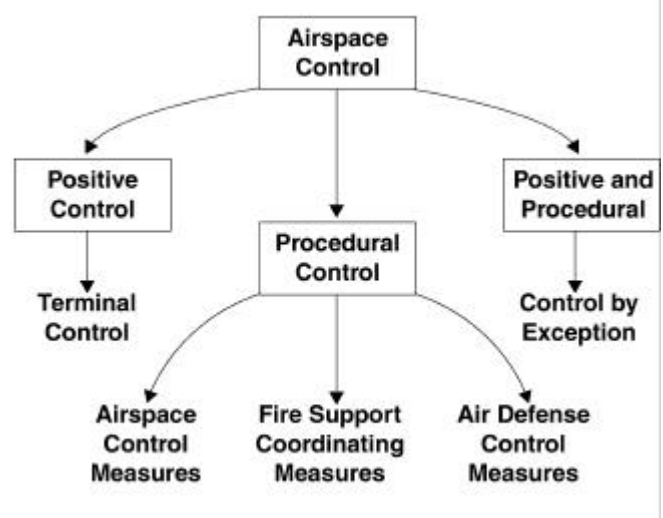 Airspace
Control
Positive
Control
Positive and
Procedural
Procedural
Control
Terminal
Control
Control by
Exception
Airspace
Control
Measures
Fire Support
Coordinating
Measures
Air Defense
Control
Measures